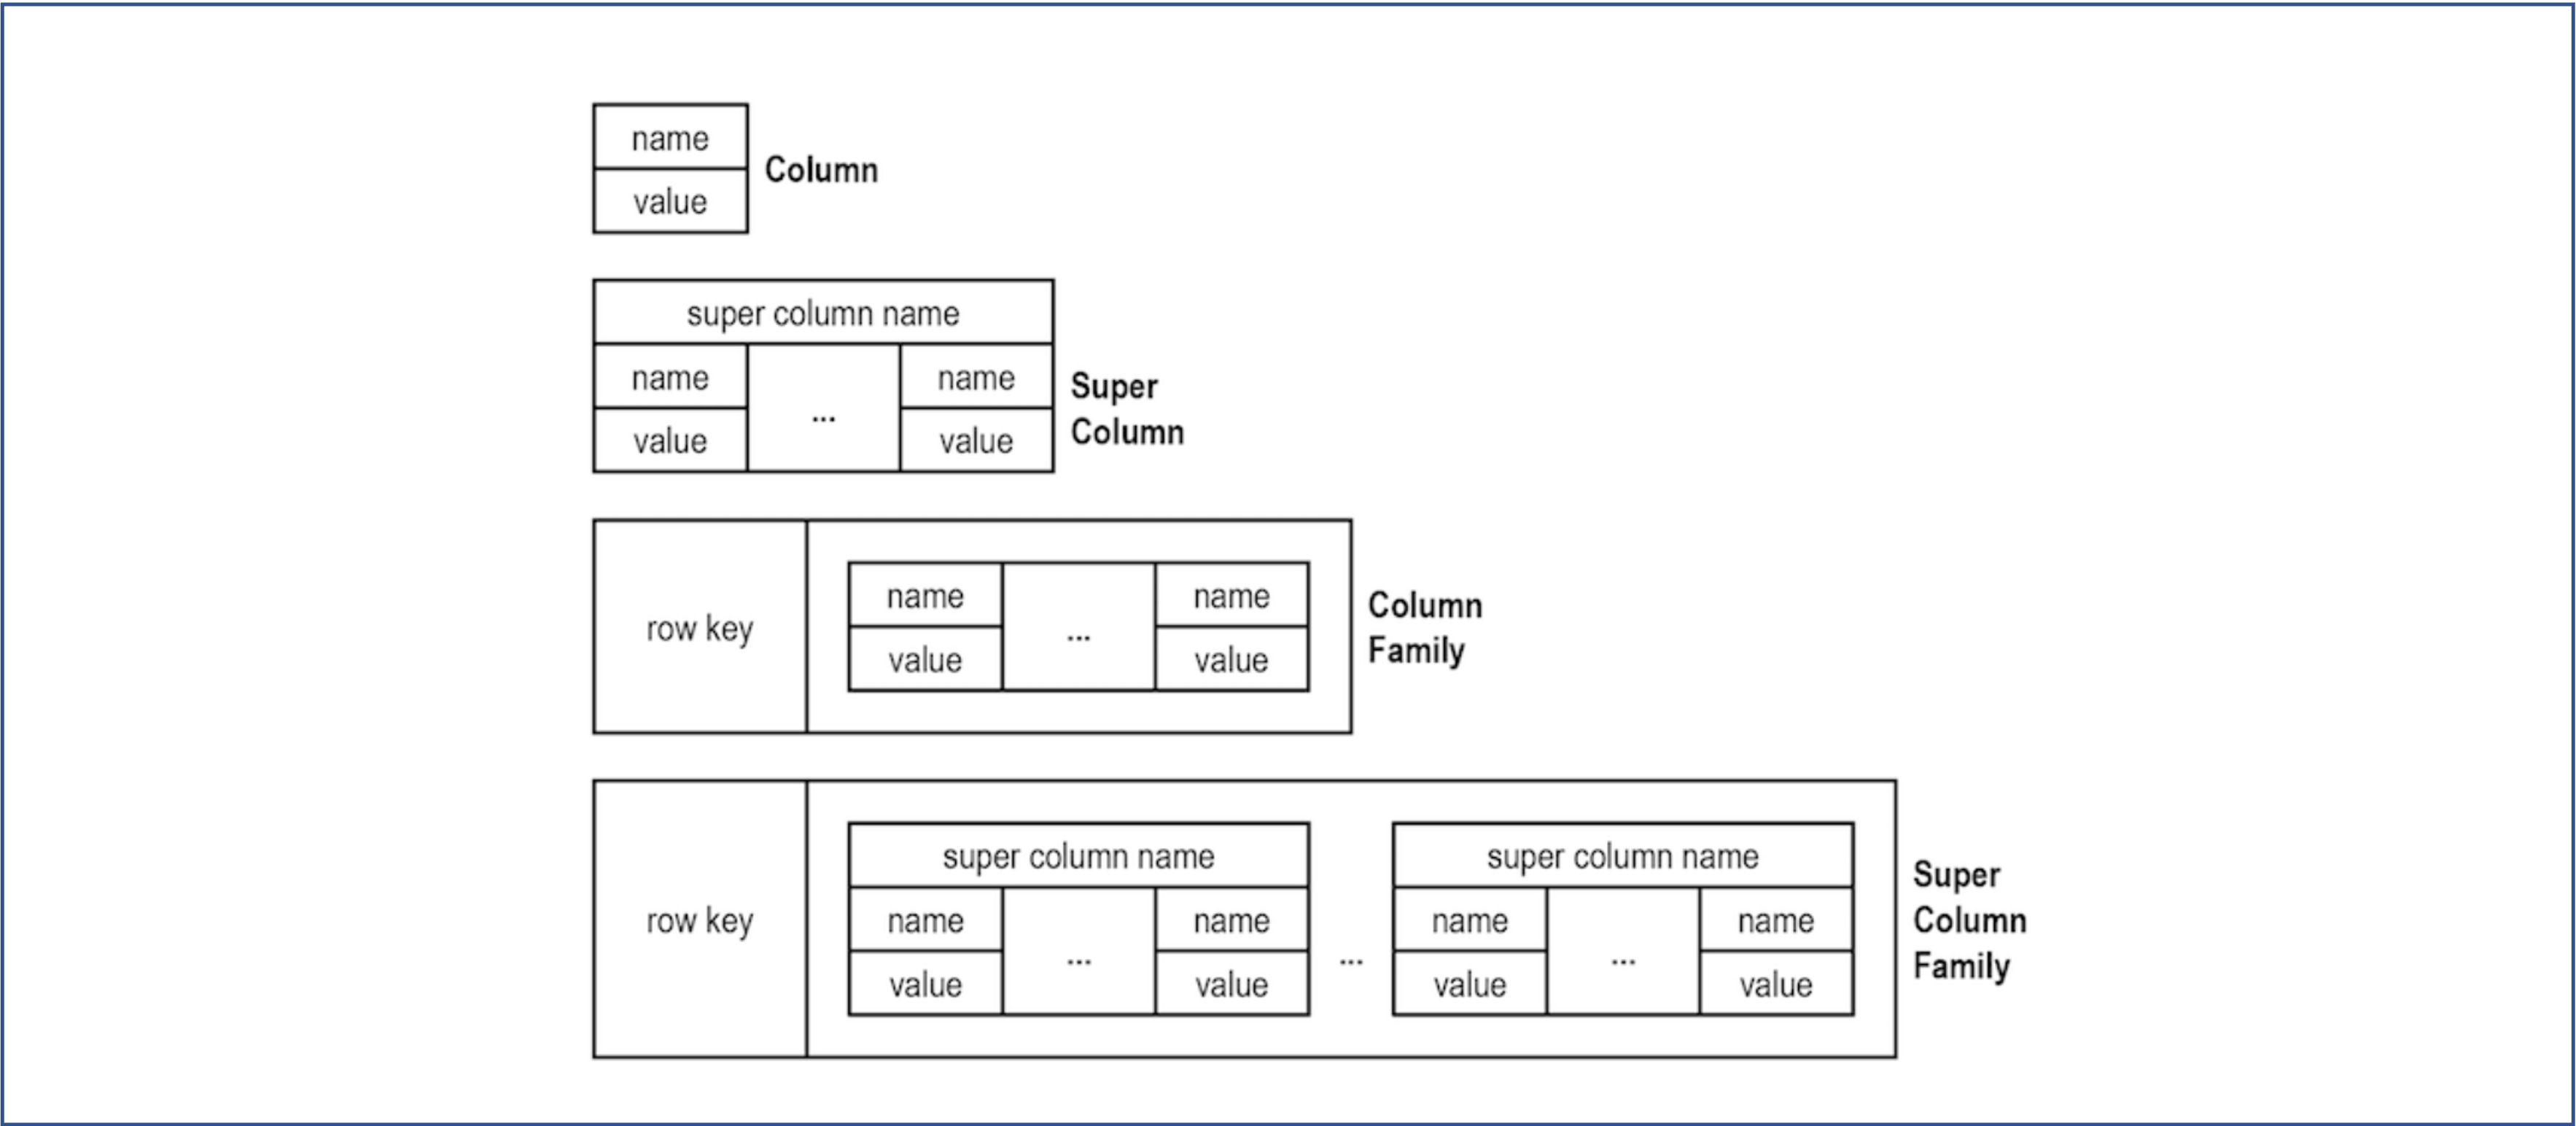 name
value
Column
super column name
name name
... 
value value
Super
Column
row key
name name
...
value value
Column
Family
row key
super column name super column name
name name name name
... ... ...
value value value value
Super
Column
Family